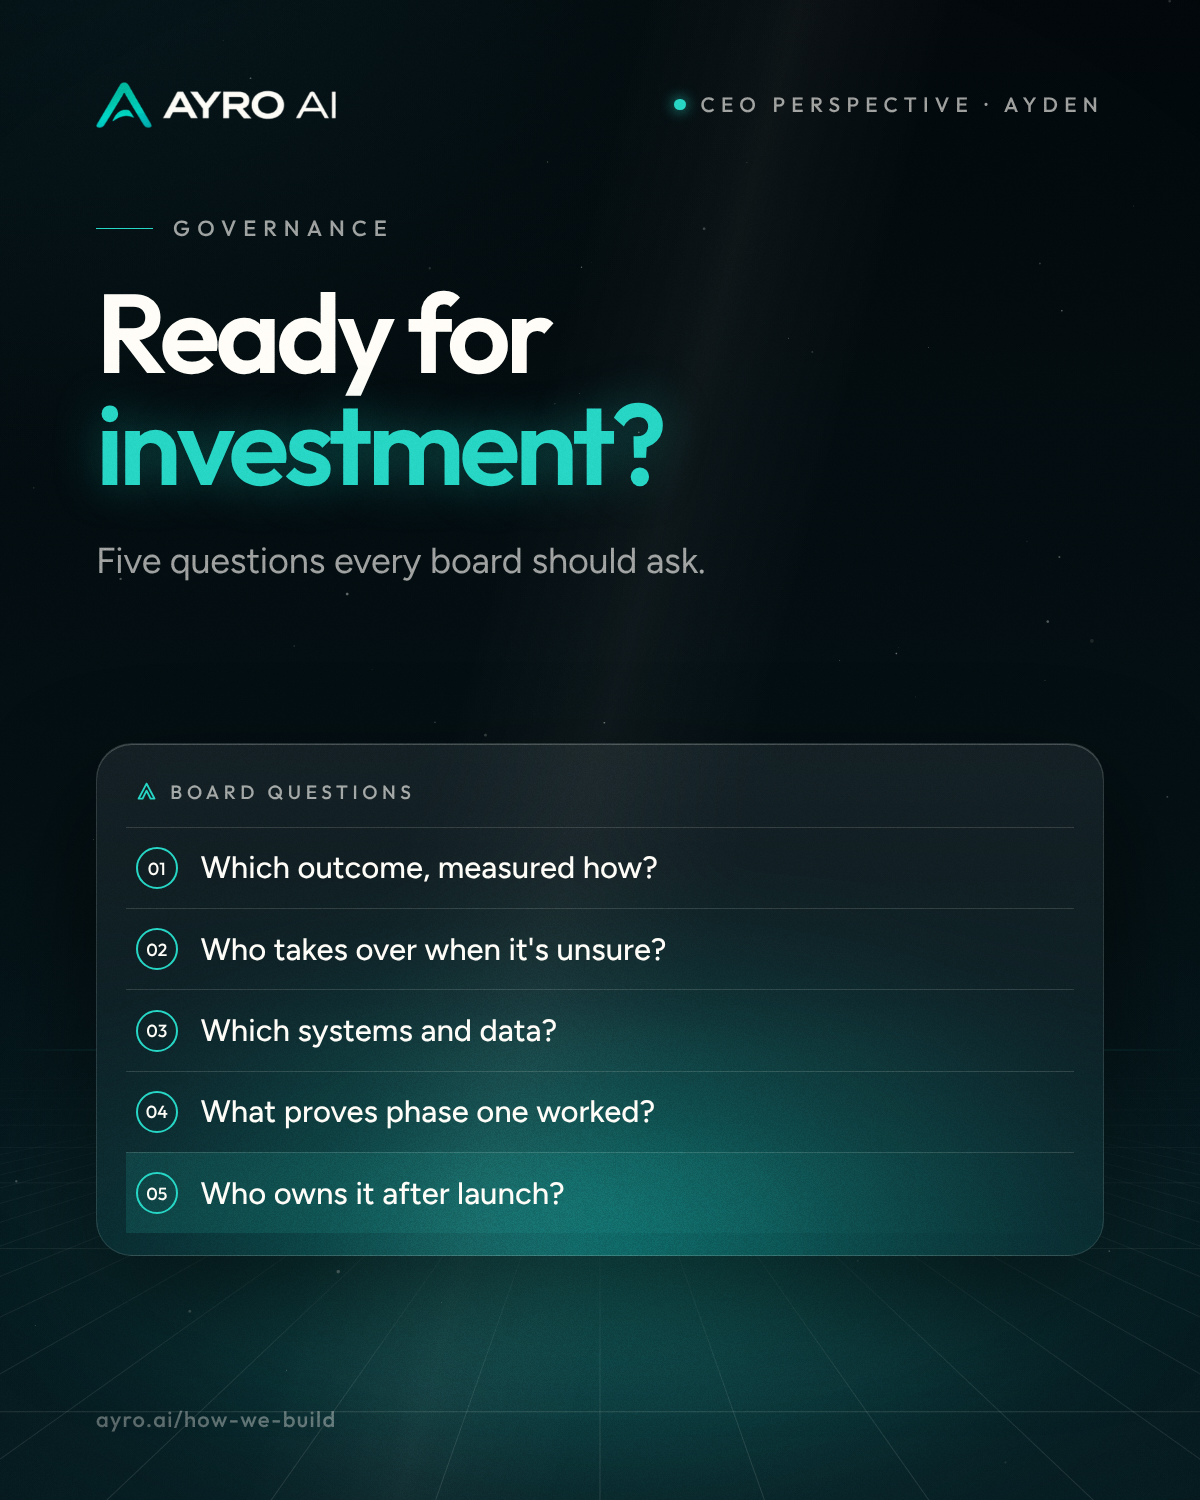 AYRO AI
CEO PERSPECTIVE · AYDEN
GOVERNANCE
Ready for
investment?
Five questions every board should ask.
BOARD QUESTIONS
01 Which outcome, measured how?
02 Who takes over when it's unsure?
03 Which systems and data?
04 What proves phase one worked?
05 Who owns it after launch?
ayro.ai/how-we-build